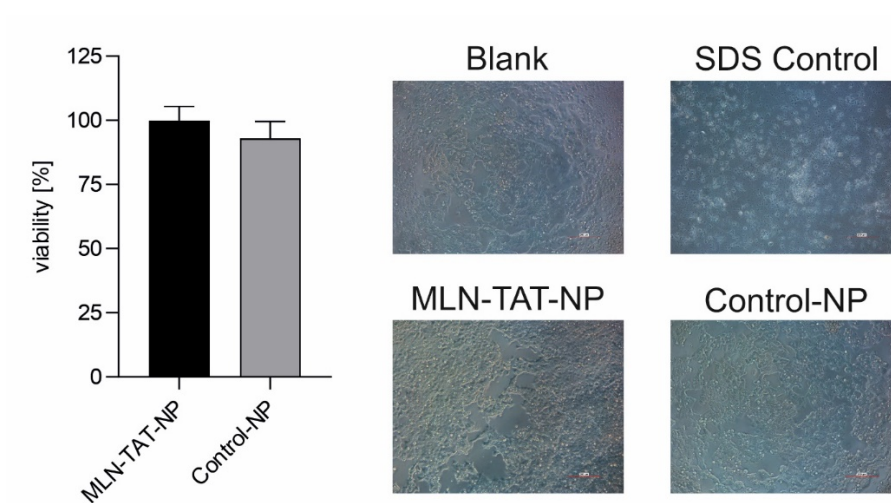 125
100
75
50
25
0
viability [%]
MLN-TAT-NP
Control-NP
Blank
SDS Control
MLN-TAT-NP
Control-NP